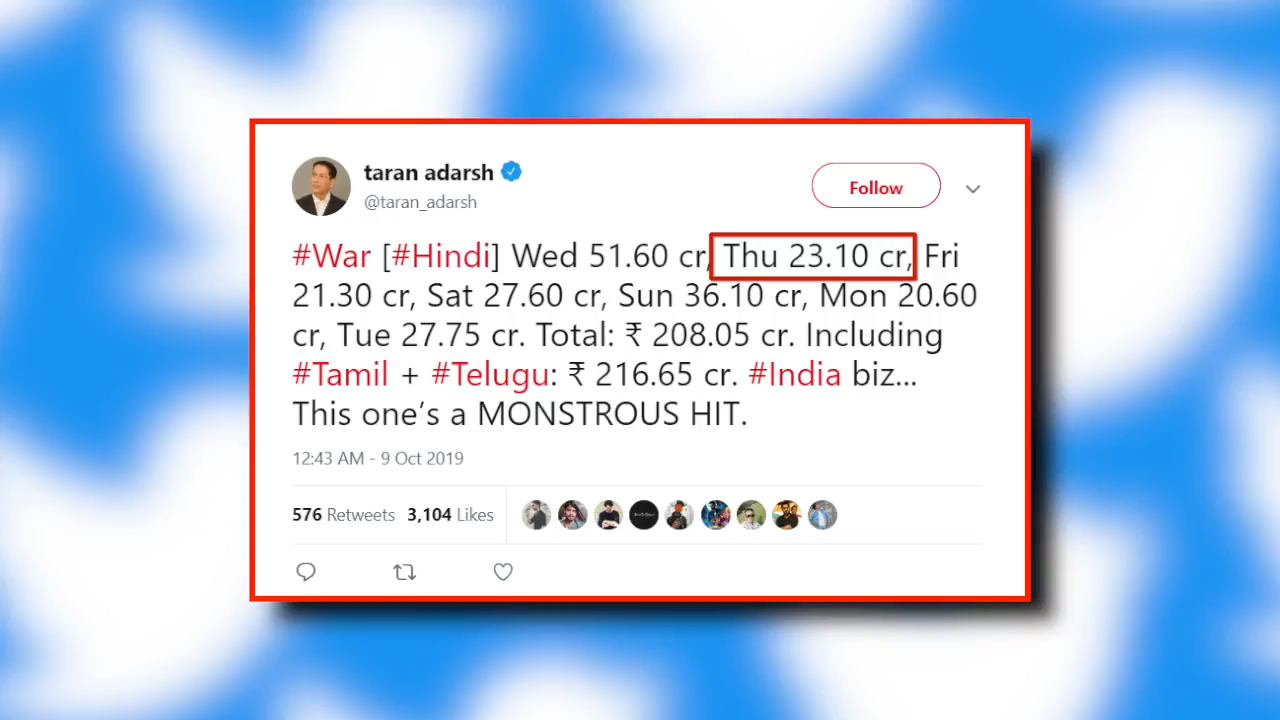 taran adarsh
@taran_adarsh
Follow
#War [#Hindi] Wed 51.60 cr, Thu 23.10 cr, Fri
21.30 cr, Sat 27.60 cr, Sun 36.10 cr, Mon 20.60
cr, Tue 27.75 cr. Total: ₹ 208.05 cr. Including
#Tamil + #Telugu: ₹ 216.65 cr. #India biz...
This one’s a MONSTROUS HIT.
12:43 AM - 9 Oct 2019
576 Retweets 3,104 Likes